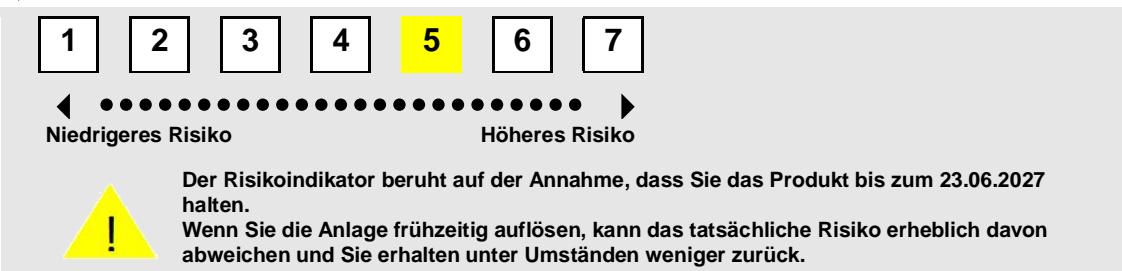 1 2 3 4 5 6 7
Niedrigeres Risiko Höheres Risiko
Der Risikoindikator beruht auf der Annahme, dass Sie das Produkt bis zum 23.06.2027
halten.
Wenn Sie die Anlage frühzeitig auflösen, kann das tatsächliche Risiko erheblich davon
abweichen und Sie erhalten unter Umständen weniger zurück.
!